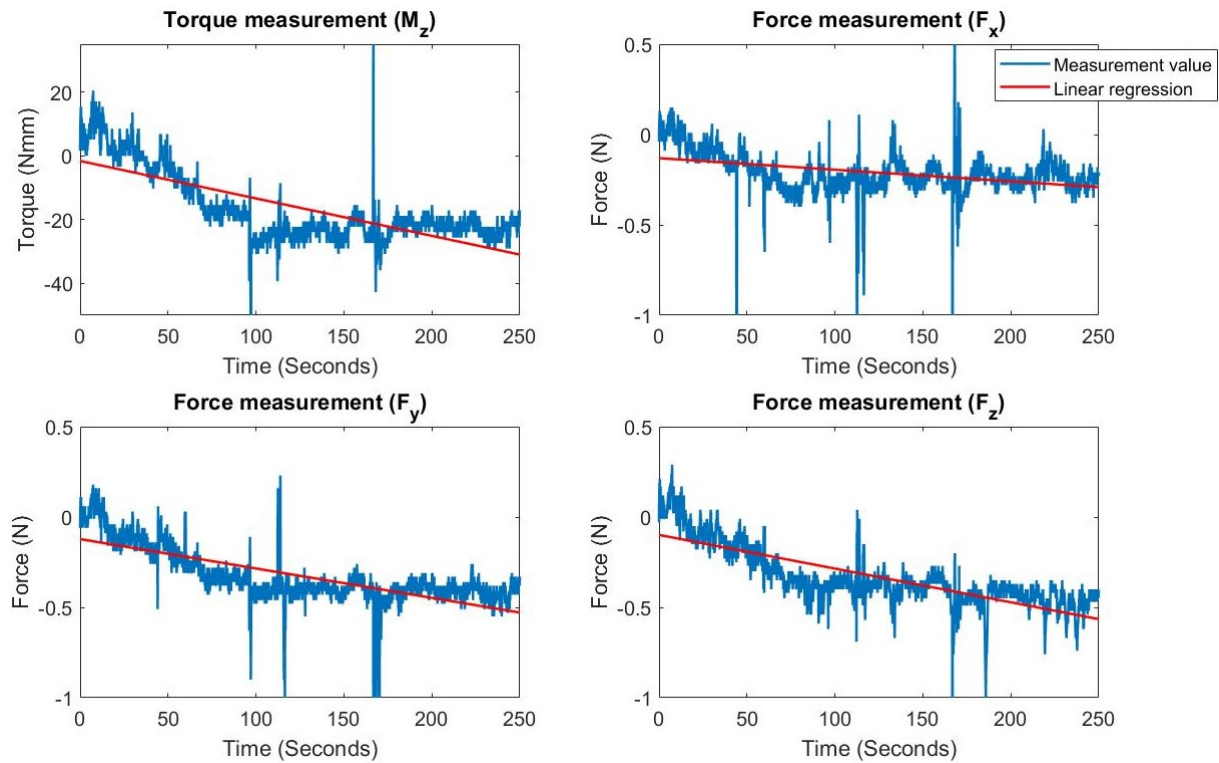 Torque measurement (M_z)
20
0
-20
-40
Torque (Nmm)
0 50 100 150 200 250
Time (Seconds)
Force measurement (F_x)
Measurement value
Linear regression
0.5
0
-0.5
-1
Force (N)
0 50 100 150 200 250
Time (Seconds)
Force measurement (F_y)
0.5
0
-0.5
-1
Force (N)
0 50 100 150 200 250
Time (Seconds)
Force measurement (F_z)
0.5
0
-0.5
-1
Force (N)
0 50 100 150 200 250
Time (Seconds)